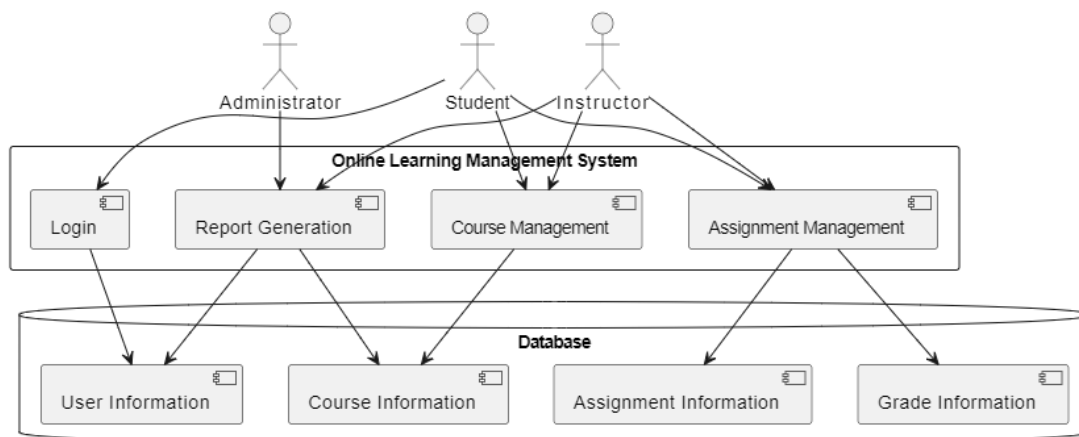 Administrator
Student
Instructor
Online Learning Management System
Login
Report Generation
Course Management
Assignment Management
Database
User Information
Course Information
Assignment Information
Grade Information